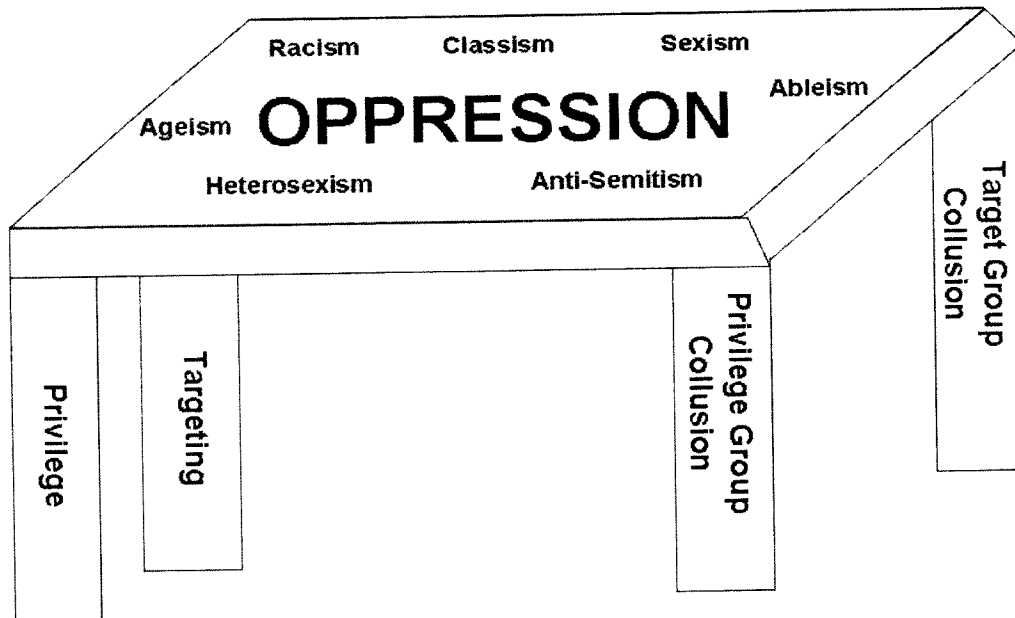 Racism Classism Sexism
Ableism
Ageism OPPRESSION
Heterosexism Anti-Semitism
Privilege
Targeting
Privilege Group
Collusion
Target Group
Collusion